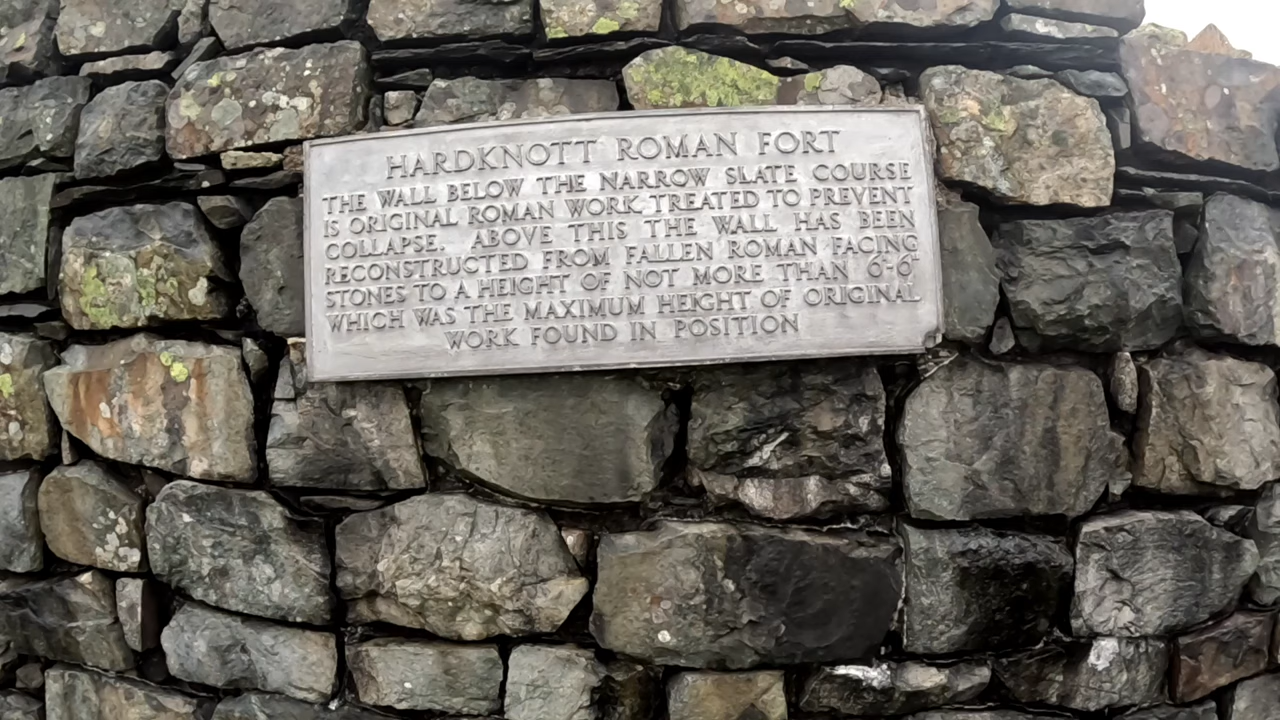 HARDKNOTT ROMAN FORT
THE WALL BELOW THE NARROW SLATE COURSE
IS ORIGINAL ROMAN WORK, TREATED TO PREVENT
COLLAPSE. ABOVE THIS THE WALL HAS BEEN
RECONSTRUCTED FROM FALLEN ROMAN FACING
STONES TO A HEIGHT OF NOT MORE THAN 6'-6"
WHICH WAS THE MAXIMUM HEIGHT OF ORIGINAL
WORK FOUND IN POSITION